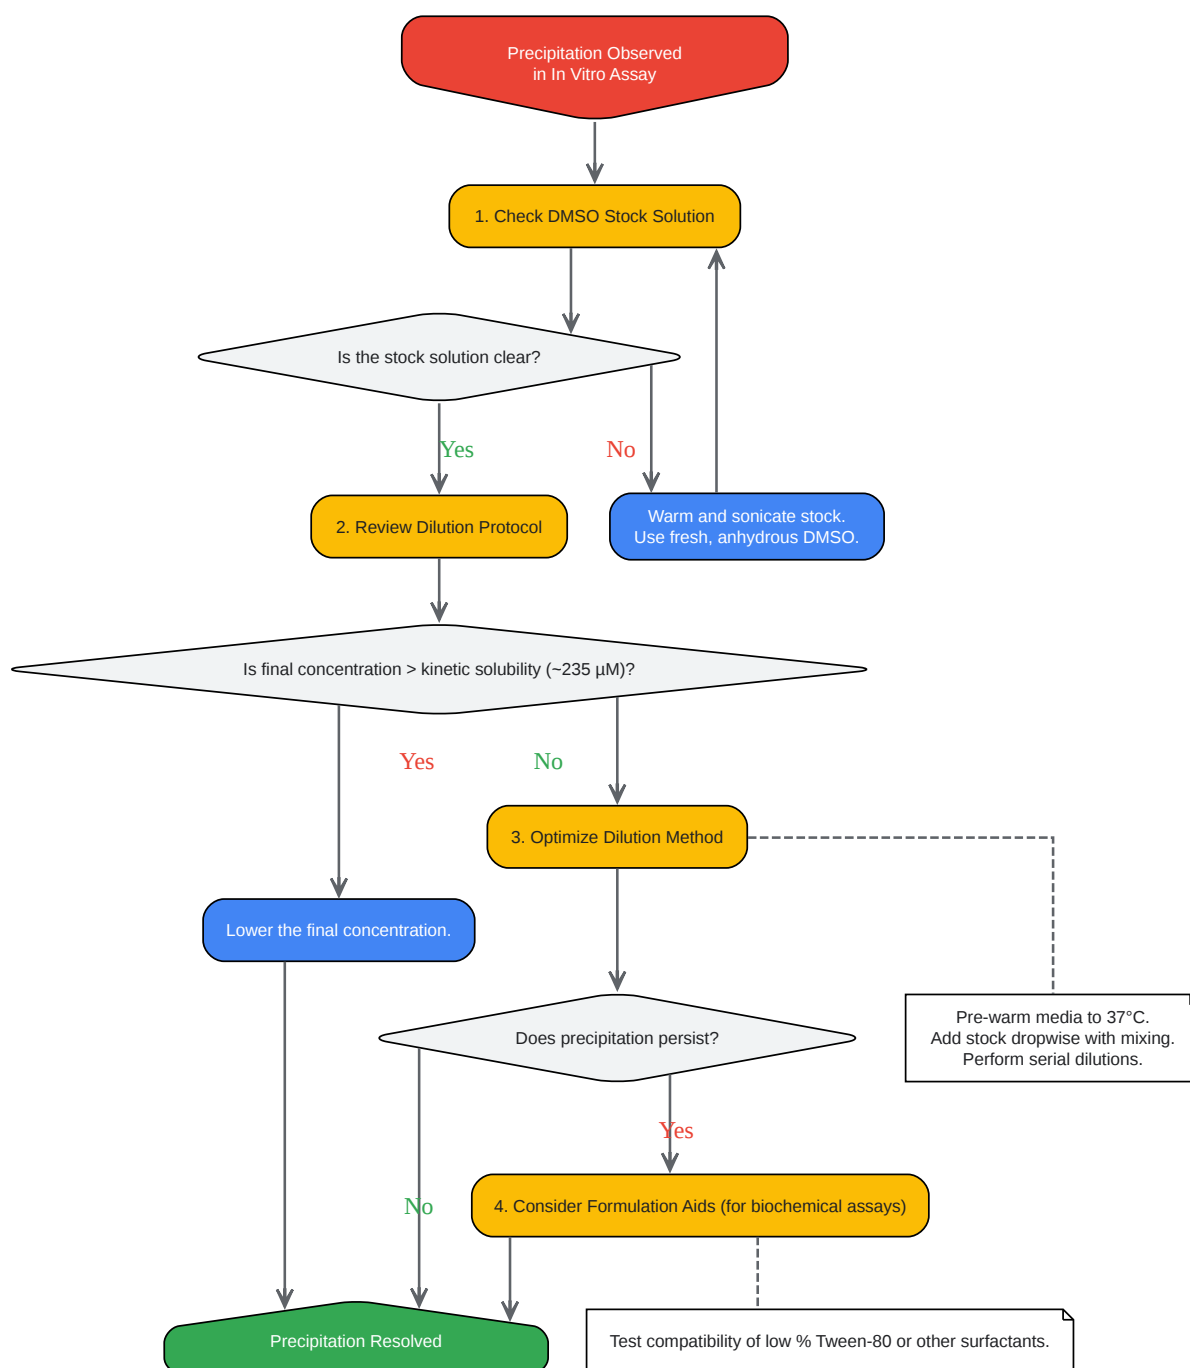 Precipitation Observed
in In Vitro Assay
1. Check DMSO Stock Solution
Is the stock solution clear?
Yes
No
2. Review Dilution Protocol
Warm and sonicate stock.
Use fresh, anhydrous DMSO.
Is final concentration > kinetic solubility (~235 µM)?
Yes
No
3. Optimize Dilution Method
Lower the final concentration.
Pre-warm media to 37°C.
Add stock dropwise with mixing.
Perform serial dilutions.
Does precipitation persist?
Yes
No
4. Consider Formulation Aids (for biochemical assays)
Precipitation Resolved
Test compatibility of low % Tween-80 or other surfactants.